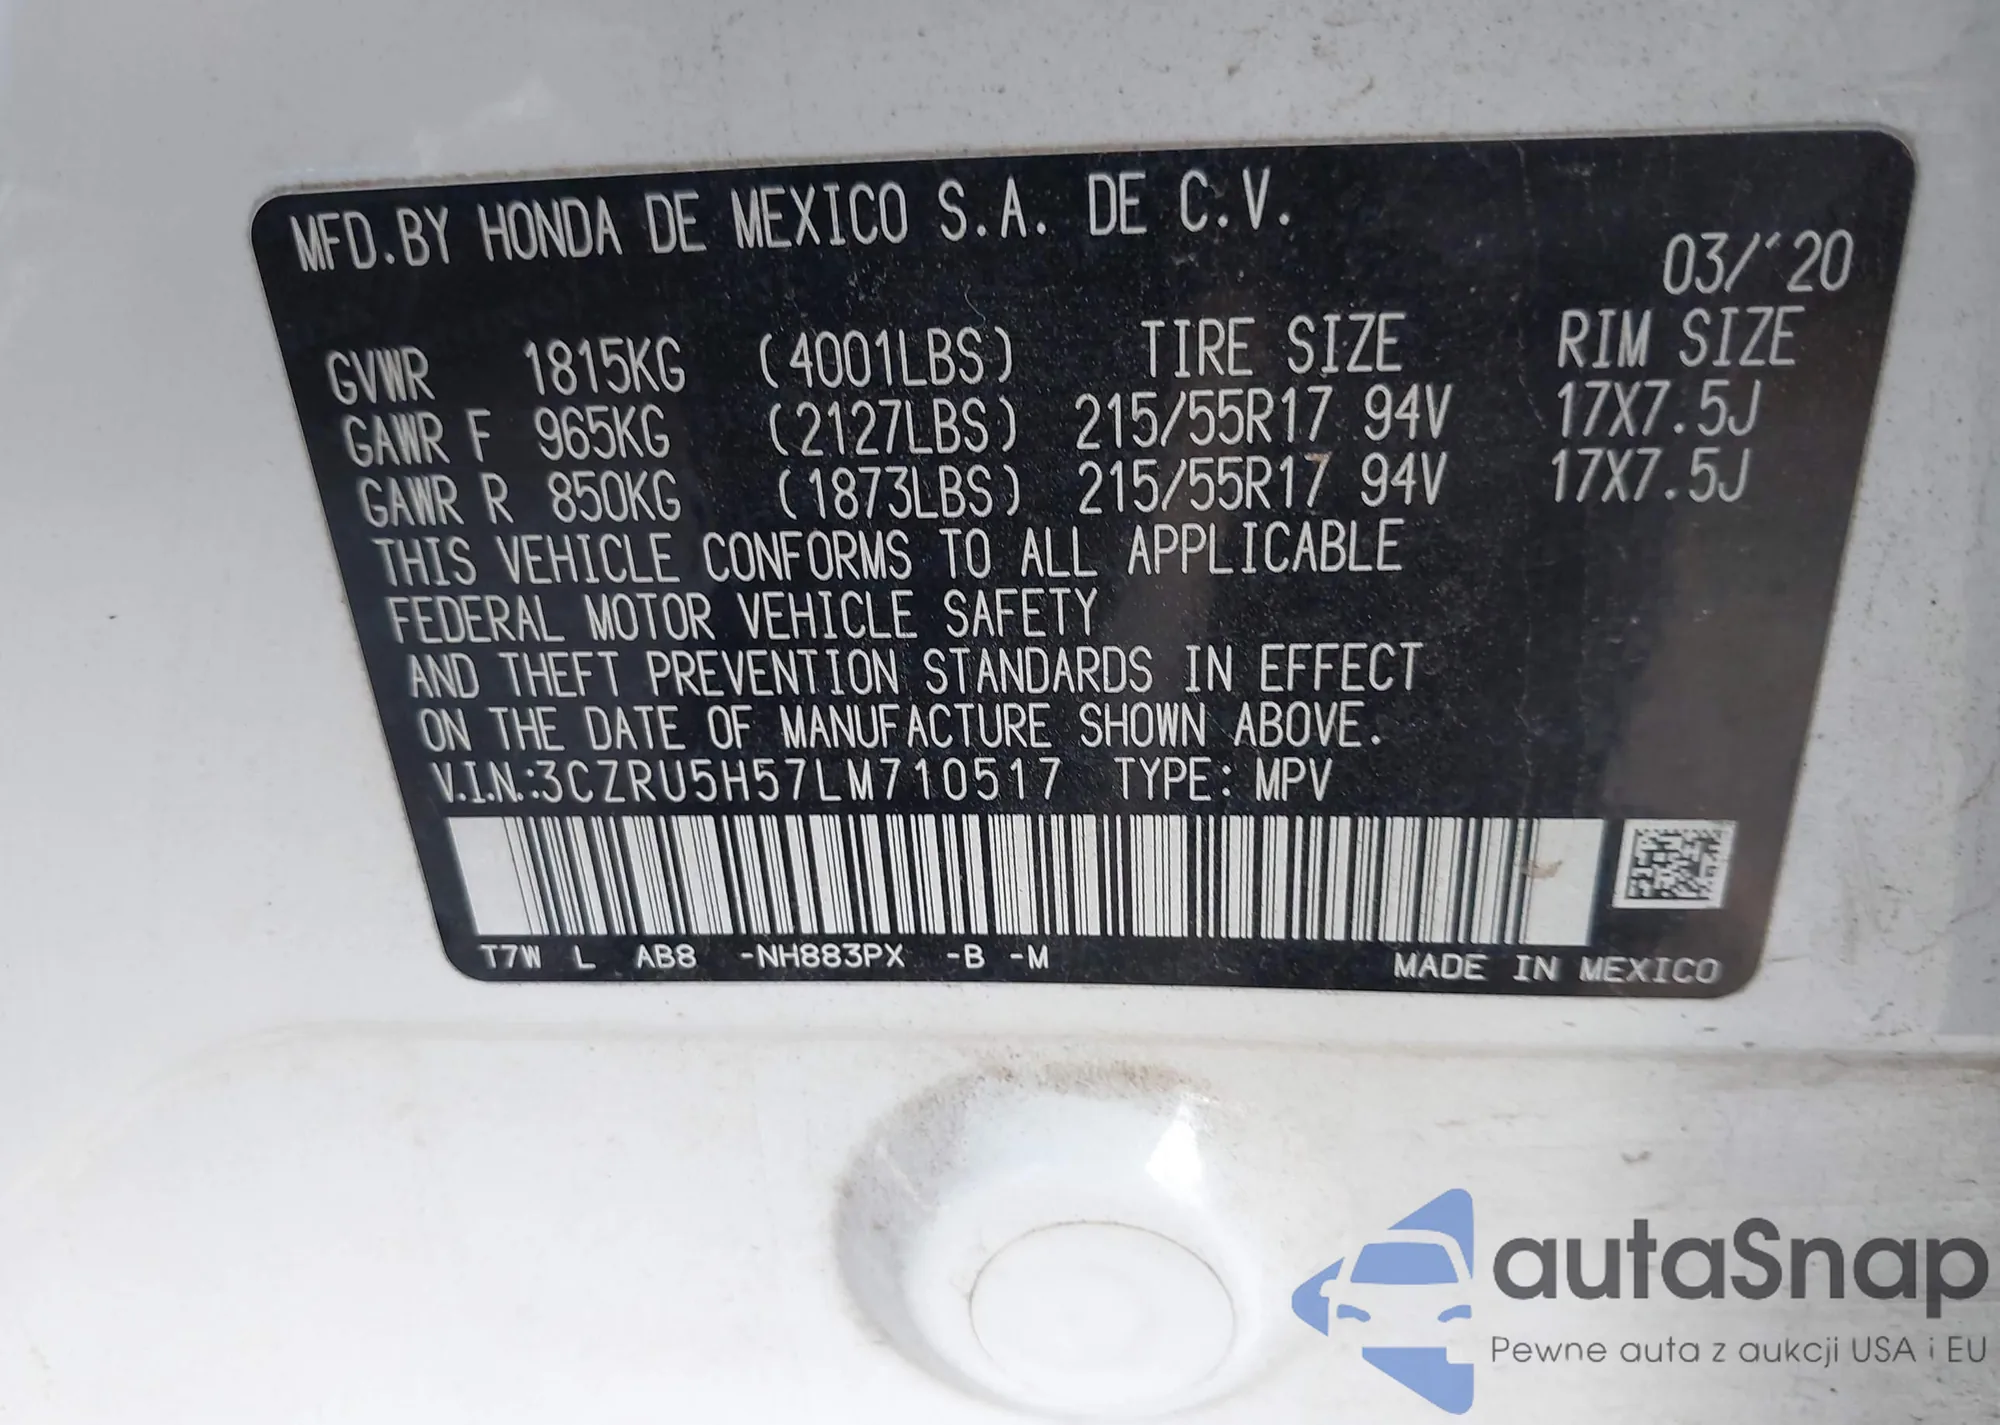 MFD.BY HONDA DE MEXICO S.A. DE C.V.
03/´20
GVWR 1815KG (4001LBS) TIRE SIZE RIM SIZE
GAWR F 965KG (2127LBS) 215/55R17 94V 17X7.5J
GAWR R 850KG (1873LBS) 215/55R17 94V 17X7.5J
THIS VEHICLE CONFORMS TO ALL APPLICABLE
FEDERAL MOTOR VEHICLE SAFETY
AND THEFT PREVENTION STANDARDS IN EFFECT
ON THE DATE OF MANUFACTURE SHOWN ABOVE.
V.I.N.:3CZRU5H57LM710517 TYPE: MPV
T7W L AB8 -NH883PX -B -M MADE IN MEXICO
autaSnap
Pewne auta z aukcji USA i EU